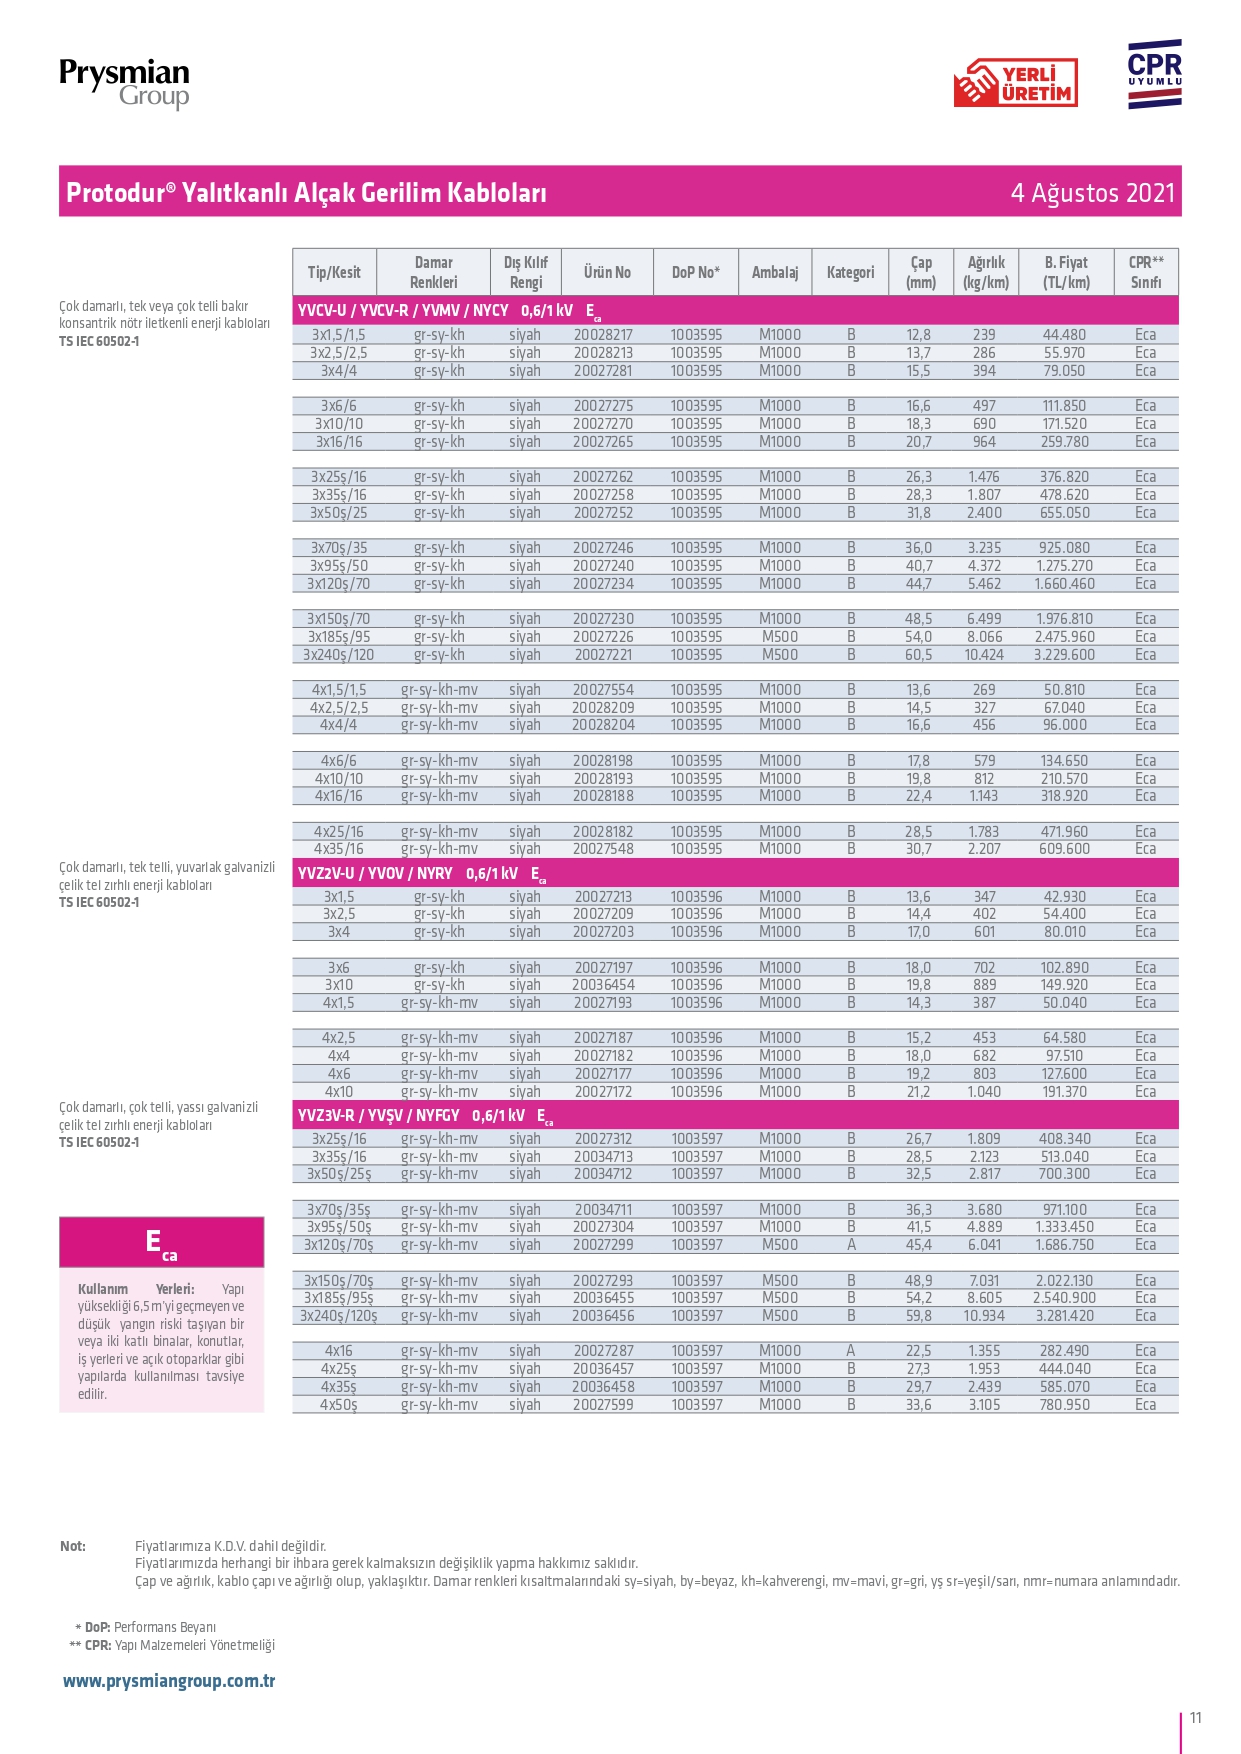 Prysmian
Group
YERLİ
ÜRETİM
CPR
UYUMLU
Protodur® Yalıtkanlı Alçak Gerilim Kabloları 4 Ağustos 2021
Tip/Kesit Damar Renkleri Dış Kılıf Rengi Ürün No DoP No* Ambalaj Kategori Çap (mm) Ağırlık (kg/km) B. Fiyat (TL/km) CPR** Sınıfı
Çok damarlı, tek veya çok telli bakır
konsantrik nötr iletkenli enerji kabloları
TS IEC 60502-1
YVCV-U / YVCV-R / YVMV / NYCY 0,6/1 kV Eca
3x1,5/1,5 gr-sy-kh siyah 20028217 1003595 M1000 B 12,8 239 44.480 Eca
3x2,5/2,5 gr-sy-kh siyah 20028213 1003595 M1000 B 13,7 286 55.970 Eca
3x4/4 gr-sy-kh siyah 20027281 1003595 M1000 B 15,5 394 79.050 Eca
3x6/6 gr-sy-kh siyah 20027275 1003595 M1000 B 16,6 497 111.850 Eca
3x10/10 gr-sy-kh siyah 20027270 1003595 M1000 B 18,3 690 171.520 Eca
3x16/16 gr-sy-kh siyah 20027265 1003595 M1000 B 20,7 964 259.780 Eca
3x25ş/16 gr-sy-kh siyah 20027262 1003595 M1000 B 26,3 1.476 376.820 Eca
3x35ş/16 gr-sy-kh siyah 20027258 1003595 M1000 B 28,3 1.807 478.620 Eca
3x50ş/25 gr-sy-kh siyah 20027252 1003595 M1000 B 31,8 2.400 655.050 Eca
3x70ş/35 gr-sy-kh siyah 20027246 1003595 M1000 B 36,0 3.235 925.080 Eca
3x95ş/50 gr-sy-kh siyah 20027240 1003595 M1000 B 40,7 4.372 1.275.270 Eca
3x120ş/70 gr-sy-kh siyah 20027234 1003595 M1000 B 44,7 5.462 1.660.460 Eca
3x150ş/70 gr-sy-kh siyah 20027230 1003595 M1000 B 48,5 6.499 1.976.810 Eca
3x185ş/95 gr-sy-kh siyah 20027226 1003595 M500 B 54,0 8.066 2.475.960 Eca
3x240ş/120 gr-sy-kh siyah 20027221 1003595 M500 B 60,5 10.424 3.229.600 Eca
4x1,5/1,5 gr-sy-kh-mv siyah 20027554 1003595 M1000 B 13,6 269 50.810 Eca
4x2,5/2,5 gr-sy-kh-mv siyah 20028209 1003595 M1000 B 14,5 327 67.040 Eca
4x4/4 gr-sy-kh-mv siyah 20028204 1003595 M1000 B 16,6 456 96.000 Eca
4x6/6 gr-sy-kh-mv siyah 20028198 1003595 M1000 B 17,8 579 134.650 Eca
4x10/10 gr-sy-kh-mv siyah 20028193 1003595 M1000 B 19,8 812 210.570 Eca
4x16/16 gr-sy-kh-mv siyah 20028188 1003595 M1000 B 22,4 1.143 318.920 Eca
4x25/16 gr-sy-kh-mv siyah 20028182 1003595 M1000 B 28,5 1.783 471.960 Eca
4x35/16 gr-sy-kh-mv siyah 20027548 1003595 M1000 B 30,7 2.207 609.600 Eca
Çok damarlı, tek telli, yuvarlak galvanizli
çelik tel zırhlı enerji kabloları
TS IEC 60502-1
YVZ2V-U / YVOV / NYRY 0,6/1 kV Eca
3x1,5 gr-sy-kh siyah 20027213 1003596 M1000 B 13,6 347 42.930 Eca
3x2,5 gr-sy-kh siyah 20027209 1003596 M1000 B 14,4 402 54.400 Eca
3x4 gr-sy-kh siyah 20027203 1003596 M1000 B 17,0 601 80.010 Eca
3x6 gr-sy-kh siyah 20027197 1003596 M1000 B 18,0 702 102.890 Eca
3x10 gr-sy-kh siyah 20036454 1003596 M1000 B 19,8 889 149.920 Eca
4x1,5 gr-sy-kh-mv siyah 20027193 1003596 M1000 B 14,3 387 50.040 Eca
4x2,5 gr-sy-kh-mv siyah 20027187 1003596 M1000 B 15,2 453 64.580 Eca
4x4 gr-sy-kh-mv siyah 20027182 1003596 M1000 B 18,0 682 97.510 Eca
4x6 gr-sy-kh-mv siyah 20027177 1003596 M1000 B 19,2 803 127.600 Eca
4x10 gr-sy-kh-mv siyah 20027172 1003596 M1000 B 21,2 1.040 191.370 Eca
Çok damarlı, çok telli, yassı galvanizli
çelik tel zırhlı enerji kabloları
TS IEC 60502-1
YVZ3V-R / YVŞV / NYFGY 0,6/1 kV Eca
3x25ş/16 gr-sy-kh-mv siyah 20027312 1003597 M1000 B 26,7 1.809 408.340 Eca
3x35ş/16 gr-sy-kh-mv siyah 20034713 1003597 M1000 B 28,5 2.123 513.040 Eca
3x50ş/25ş gr-sy-kh-mv siyah 20034712 1003597 M1000 B 32,5 2.817 700.300 Eca
3x70ş/35ş gr-sy-kh-mv siyah 20034711 1003597 M1000 B 36,3 3.680 971.100 Eca
3x95ş/50ş gr-sy-kh-mv siyah 20027304 1003597 M1000 B 41,5 4.889 1.333.450 Eca
3x120ş/70ş gr-sy-kh-mv siyah 20027299 1003597 M500 A 45,4 6.041 1.686.750 Eca
3x150ş/70ş gr-sy-kh-mv siyah 20027293 1003597 M500 B 48,9 7.031 2.022.130 Eca
3x185ş/95ş gr-sy-kh-mv siyah 20036455 1003597 M500 B 54,2 8.605 2.540.900 Eca
3x240ş/120ş gr-sy-kh-mv siyah 20036456 1003597 M500 B 59,8 10.934 3.281.420 Eca
4x16 gr-sy-kh-mv siyah 20027287 1003597 M1000 A 22,5 1.355 282.490 Eca
4x25ş gr-sy-kh-mv siyah 20036457 1003597 M1000 B 27,3 1.953 444.040 Eca
4x35ş gr-sy-kh-mv siyah 20036458 1003597 M1000 B 29,7 2.439 585.070 Eca
4x50ş gr-sy-kh-mv siyah 20027599 1003597 M1000 B 33,6 3.105 780.950 Eca
Eca
Kullanım Yerleri: Yapı
yüksekliği 6,5 m'yi geçmeyen ve
düşük yangın riski taşıyan bir
veya iki katlı binalar, konutlar,
iş yerleri ve açık otoparklar gibi
yapılarda kullanılması tavsiye
edilir.
Not: Fiyatlarımıza K.D.V. dahil değildir.
Fiyatlarımızda herhangi bir ihbara gerek kalmaksızın değişiklik yapma hakkımız saklıdır.
Çap ve ağırlık, kablo çapı ve ağırlığı olup, yaklaşıktır. Damar renkleri kısaltmalarındaki sy=siyah, by=beyaz, kh=kahverengi, mv=mavi, gr=gri, yş sr=yeşil/sarı, nmr=numara anlamındadır.
* DoP: Performans Beyanı
** CPR: Yapı Malzemeleri Yönetmeliği
www.prysmiangroup.com.tr
11